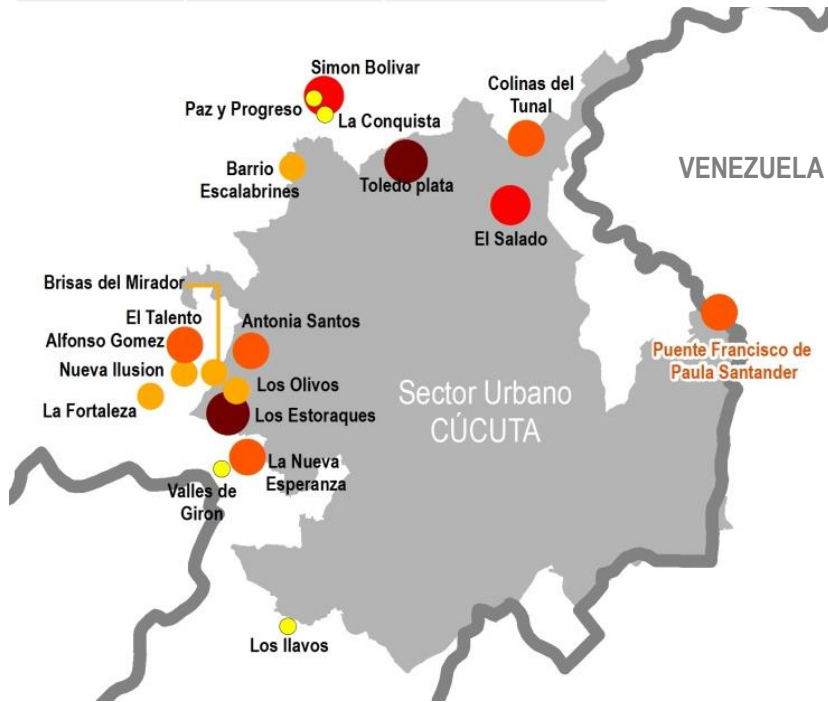 Simon Bolivar
Colinas del
Tunal
Paz y Progreso
La Conquista
Barrio
Escalabrines
Toledo plata
VENEZUELA
El Salado
Brisas del Mirador
El Talento
Alfonso Gomez
Antonia Santos
Nueva Ilusion
Los Olivos
La Fortaleza
Los Estoraques
Puente Francisco de
Paula Santander
Sector Urbano
CÚCUTA
La Nueva
Esperanza
Valles de
Giron
Los llavos